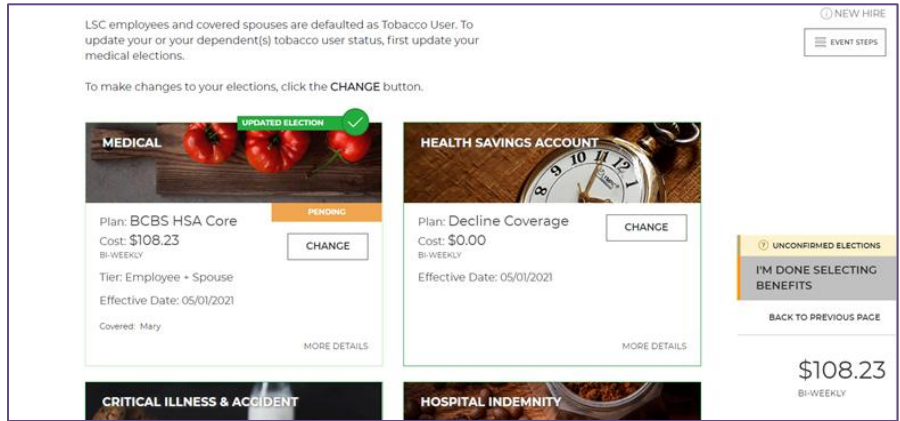 LSC employees and covered spouses are defaulted as Tobacco User. To
update your or your dependent(s) tobacco user status, first update your
medical elections.
To make changes to your elections, click the CHANGE button.
NEW HIRE
EVENT STEPS
UPDATED ELECTION
MEDICAL
PENDING
Plan: BCBS HSA Core
Cost: $108.23
BI-WEEKLY
CHANGE
Tier: Employee + Spouse
Effective Date: 05/01/2021
Covered: Mary
MORE DETAILS
HEALTH SAVINGS ACCOUNT
9 10 11 12
8
Plan: Decline Coverage
Cost: $0.00
BI-WEEKLY
CHANGE
Effective Date: 05/01/2021
MORE DETAILS
UNCONFIRMED ELECTIONS
I'M DONE SELECTING
BENEFITS
BACK TO PREVIOUS PAGE
$108.23
BI-WEEKLY
CRITICAL ILLNESS & ACCIDENT
HOSPITAL INDEMNITY